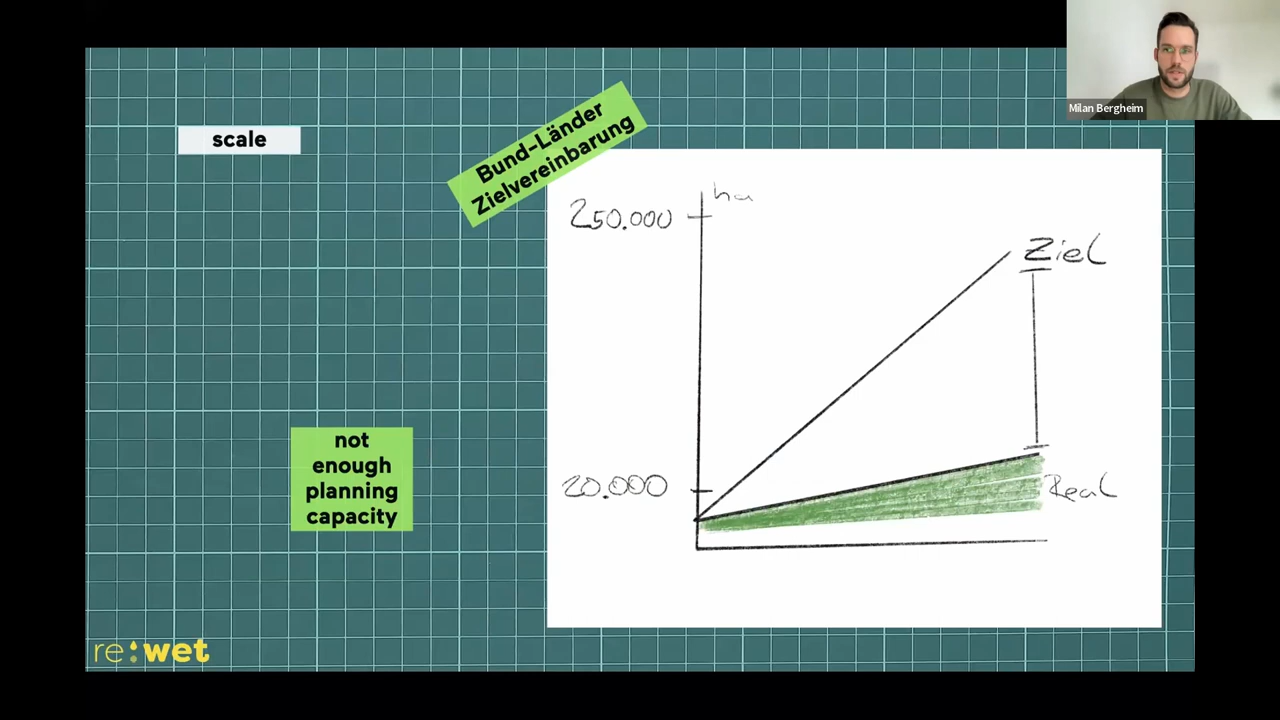 Milan Bergheim
scale
Bund-Länder
Zielvereinbarung
ha
250.000
Ziel
20.000
Real
not
enough
planning
capacity
re:wet